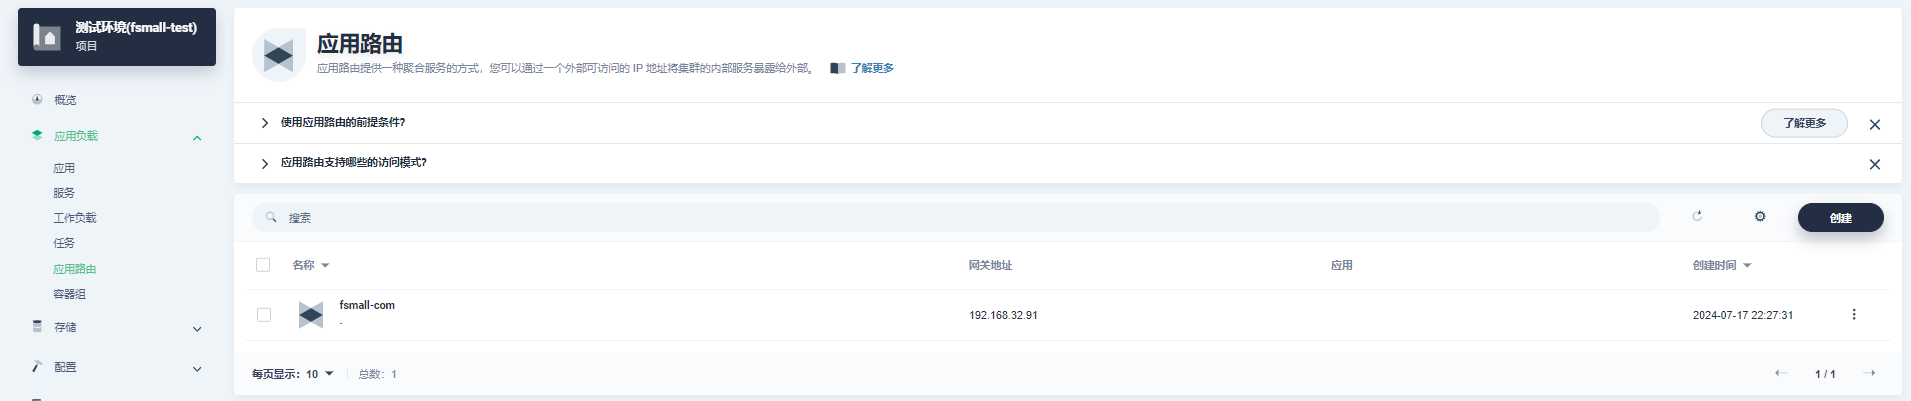 测试环境(fsmall-test)
项目
概览
应用负载
应用
服务
工作负载
任务
应用路由
容器组
存储
配置
应用路由
应用路由提供一种聚合服务的方式，您可以通过一个外部可访问的 IP 地址将集群的内部服务暴露给外部。 了解更多
使用应用路由的前提条件? 了解更多
应用路由支持哪些的访问模式?
搜索 创建
名称 网关地址 应用 创建时间
fsmall-com
-
192.168.32.91 2024-07-17 22:27:31
每页显示：10 总数：1 1 / 1